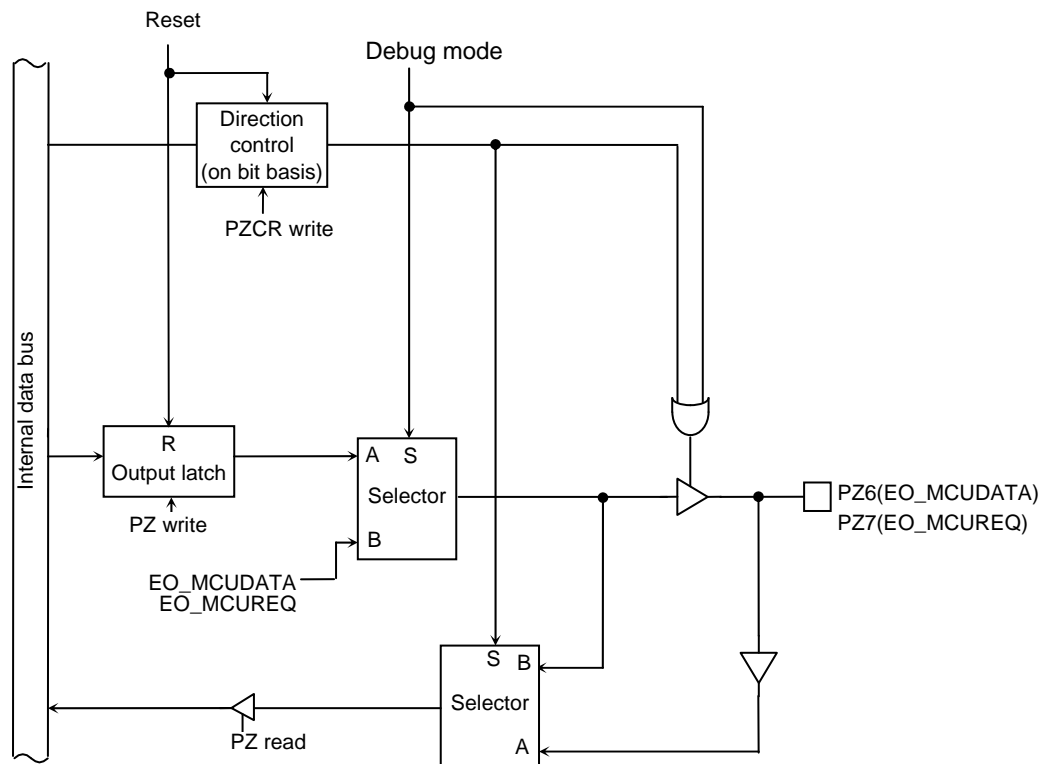 Reset
Debug mode
Direction
control
(on bit basis)
PZCR write
Internal data bus
R
Output latch
PZ write
A S
Selector
B
EO_MCUDATA
EO_MCUREQ
PZ6(EO_MCUDATA)
PZ7(EO_MCUREQ)
S B
Selector
A
PZ read